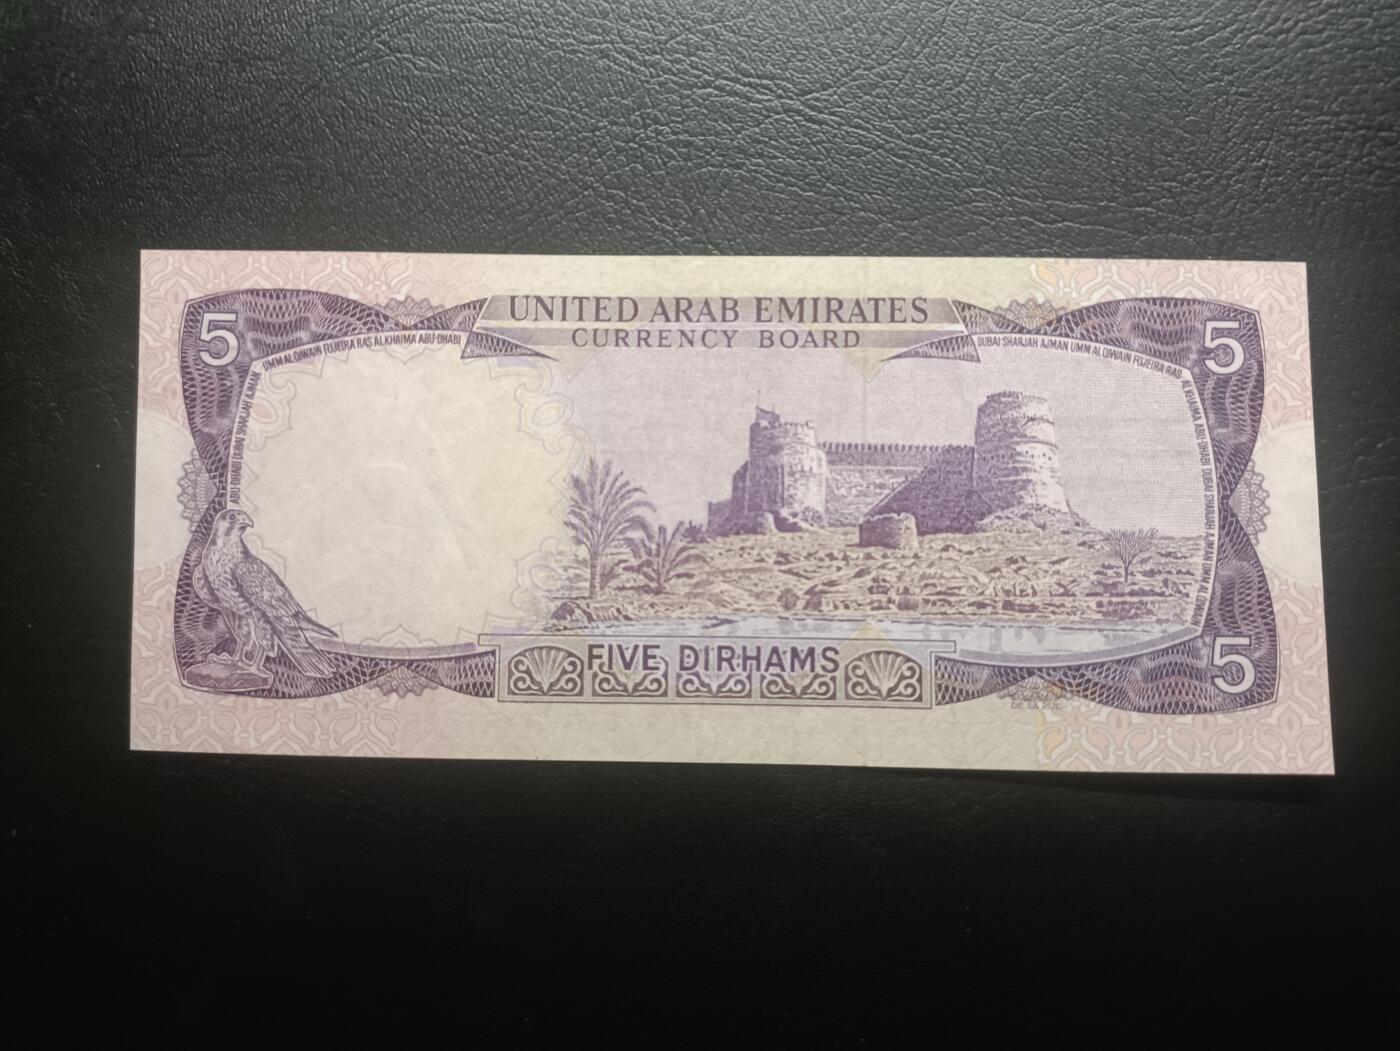 5
UNITED ARAB EMIRATES
5
CURRENCY BOARD
ABU-DHABI DUBAI SHARJAH AJMAN UMM AL QIWAIN FUJEIRA RAS AL KHAIMA ABU-DHABI
DUBAI SHARJAH AJMAN UMM AL QIWAIN FUJEIRA RAS AL KHAIMA ABU-DHABI DUBAI SHARJAH AJMAN UMM AL QIWAIN
FIVE DIRHAMS
5
DE LA RUE